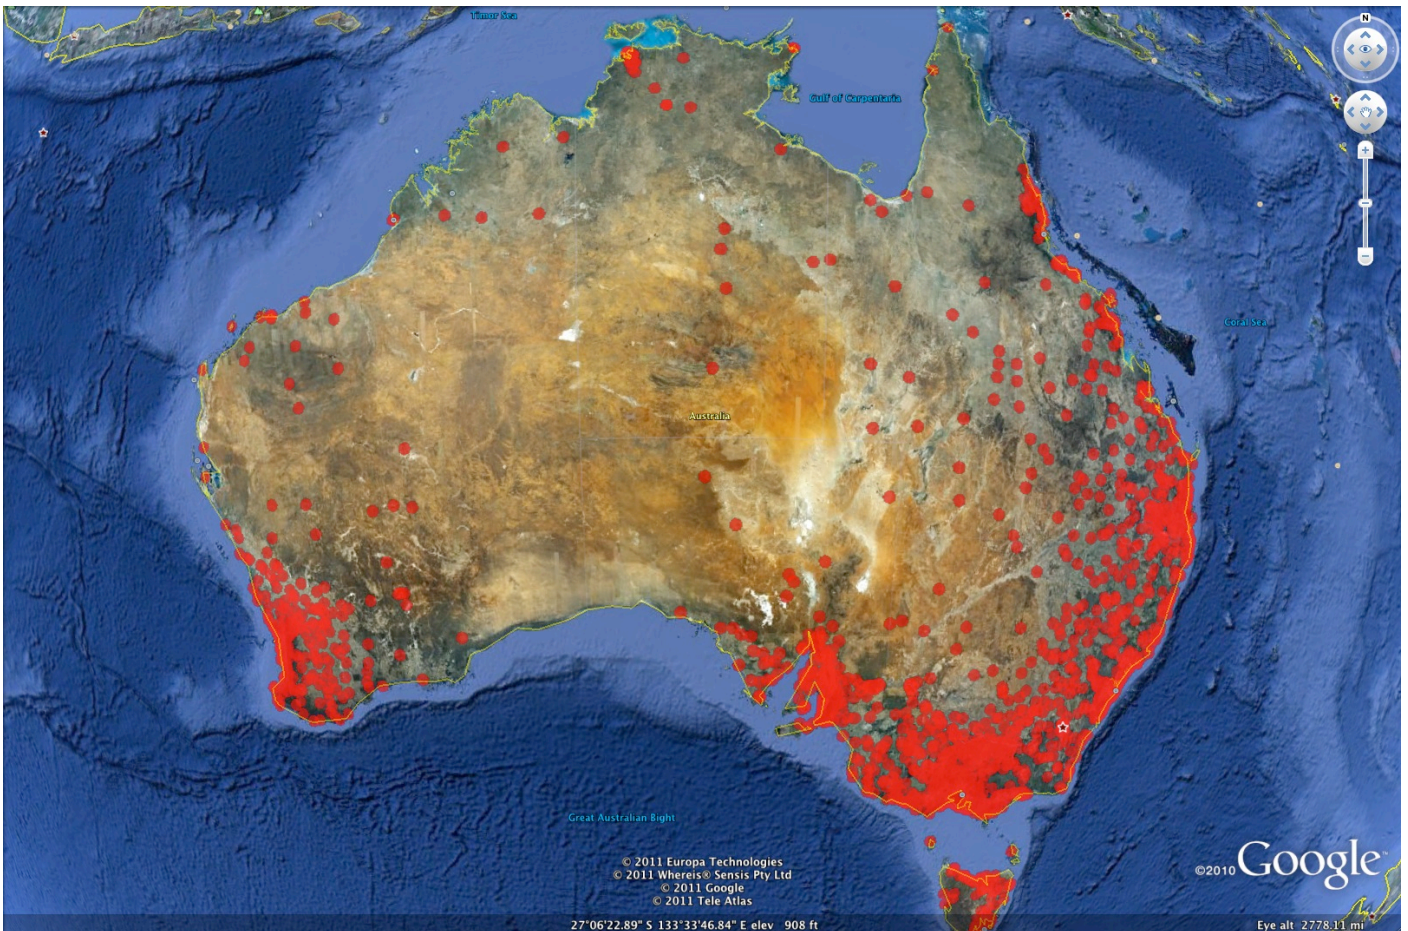 Timor Sea
N
Gulf of Carpentaria
Coral Sea
Australia
Great Australian Bight
© 2011 Europa Technologies
© 2011 Whereis® Sensis Pty Ltd
© 2011 Google
© 2011 Tele Atlas
©2010 Google™
27°06'22.89" S 133°33'46.84" E elev 908 ft
Eye alt 2778.11 mi